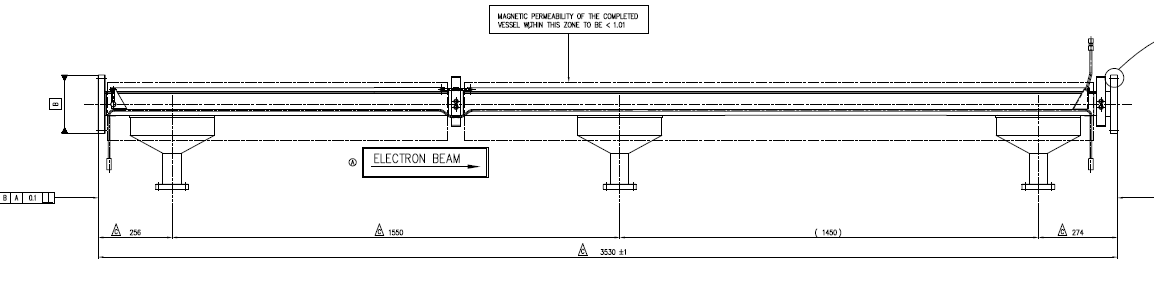 MAGNETIC PERMEABILITY OF THE COMPLETED
VESSEL WITHIN THIS ZONE TO BE < 1.01
B
A ELECTRON BEAM
B A 0.1
C 256
C 1550
( 1450)
C 274
C 3530 ±1